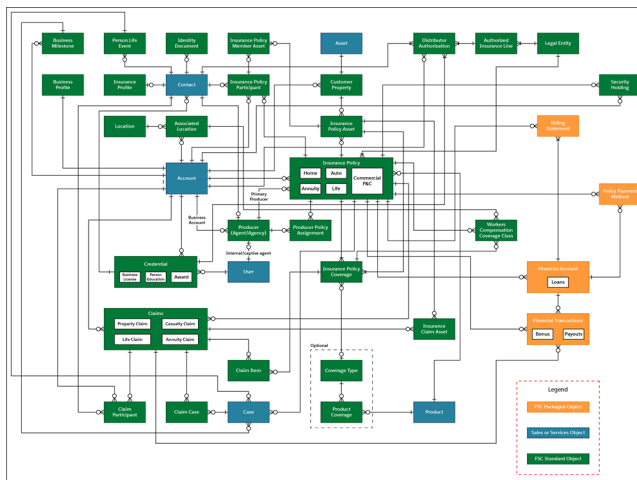 Business
Milestone
Person Life
Event
Identity
Document
Insurance Policy
Member Asset
Asset
Distributor
Authorization
Authorized
Insurance Line
Legal Entity
Business
Profile
Insurance
Profile
Contact
Insurance Policy
Participant
Customer
Property
Security
Holding
Location
Associated
Location
Insurance
Policy Asset
Billing
Statement
Account
Insurance Policy
Home
Auto
Commercial
P&C
Annuity
Life
Policy Payment
Method
Primary
Producer
Business
Account
Producer
(Agent/Agency)
Producer Policy
Assignment
Workers
Compensation
Coverage Class
Internal/captive agent
Credential
Business
License
Person
Education
Award
User
Insurance Policy
Coverage
Financial Account
Loans
Claims
Property Claim
Casualty Claim
Life Claim
Annuity Claim
Insurance
Claim Asset
Financial Transactions
Bonus
Payouts
Optional
Claim Item
Coverage Type
Claim
Participant
Claim Case
Case
Product
Coverage
Product
Legend
FSC Packaged Object
Sales or Services Object
FSC Standard Object